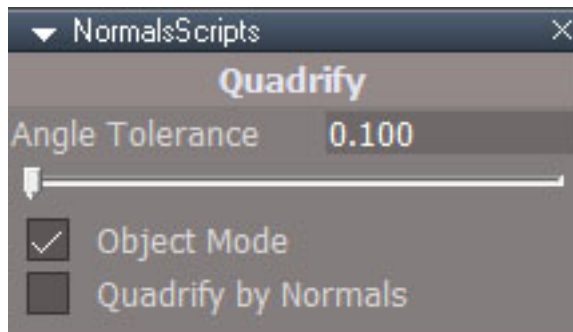 NormalsScripts
Quadrify
Angle Tolerance 0.100
Object Mode
Quadrify by Normals